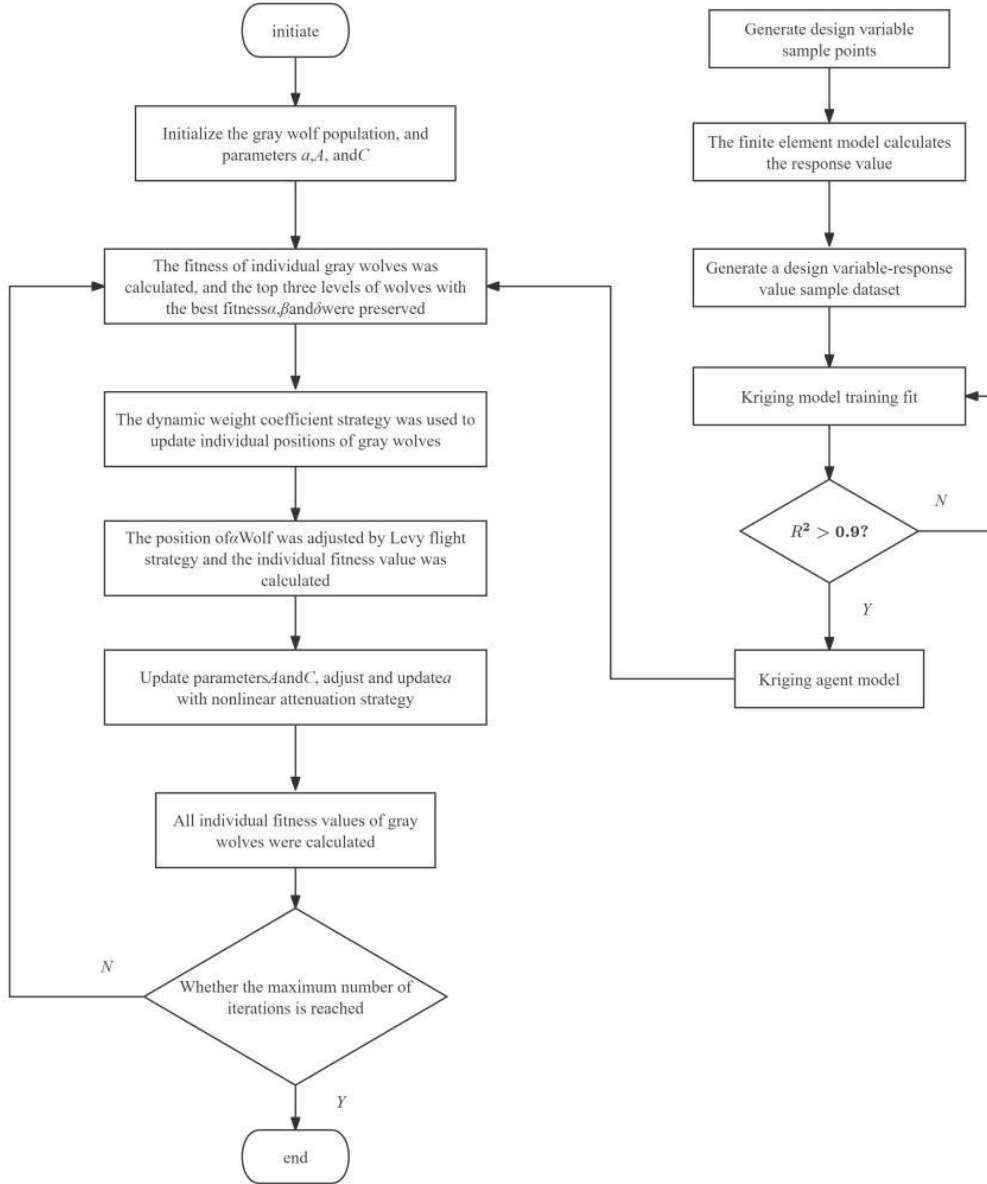 initiate
Initialize the gray wolf population, and
parameters a,A, andC
The fitness of individual gray wolves was
calculated, and the top three levels of wolves with
the best fitnessα,βandδwere preserved
The dynamic weight coefficient strategy was used to
update individual positions of gray wolves
The position ofαWolf was adjusted by Levy flight
strategy and the individual fitness value was
calculated
Update parametersAandC, adjust and updatea
with nonlinear attenuation strategy
All individual fitness values of gray
wolves were calculated
N
Whether the maximum number of
iterations is reached
Y
end
Generate design variable
sample points
The finite element model calculates
the response value
Generate a design variable-response
value sample dataset
Kriging model training fit
N
R² > 0.9?
Y
Kriging agent model